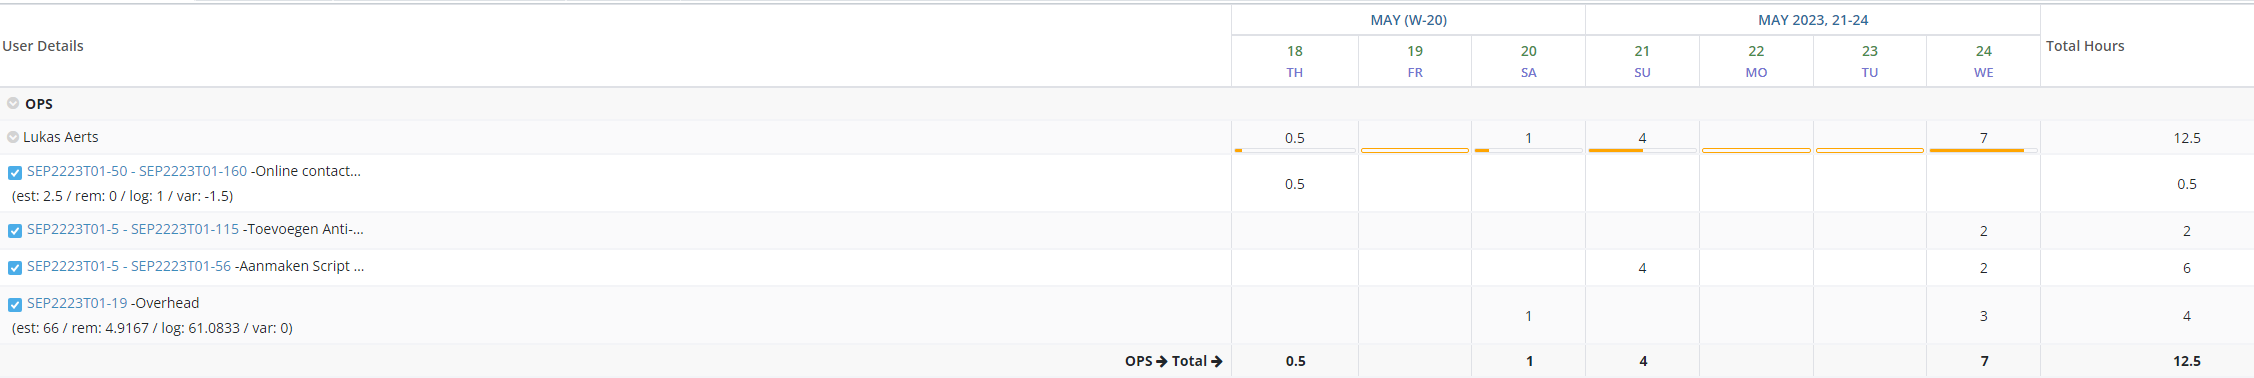 MAY (W-20) MAY 2023, 21-24
User Details 18 19 20 21 22 23 24 Total Hours
TH FR SA SU MO TU WE
OPS
Lukas Aerts 0.5 1 4 7 12.5
SEP2223T01-50 - SEP2223T01-160 -Online contact...
(est: 2.5 / rem: 0 / log: 1 / var: -1.5) 0.5 0.5
SEP2223T01-5 - SEP2223T01-115 -Toevoegen Anti-... 2 2
SEP2223T01-5 - SEP2223T01-56 -Aanmaken Script ... 4 2 6
SEP2223T01-19 -Overhead
(est: 66 / rem: 4.9167 / log: 61.0833 / var: 0) 1 3 4
OPS → Total → 0.5 1 4 7 12.5